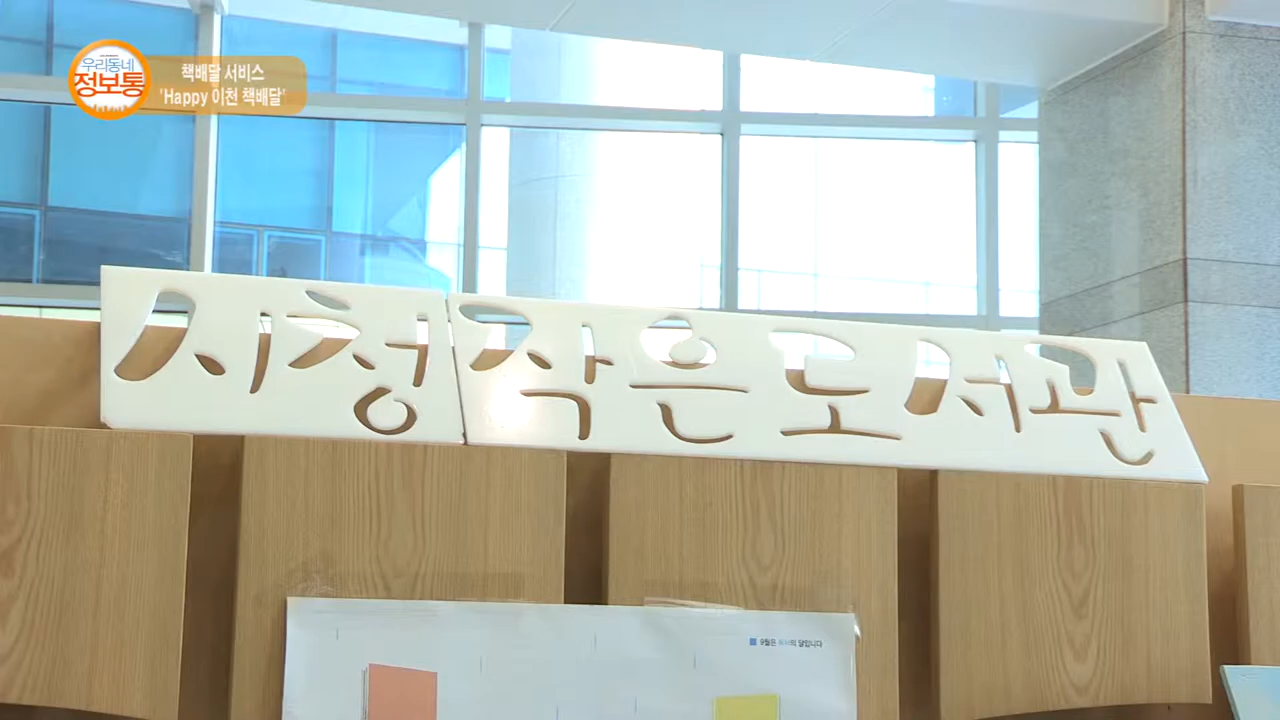 우리동네
정보통
책배달 서비스
'Happy 이천 책배달'
시청 작은도서관
9월은 독서의 달입니다